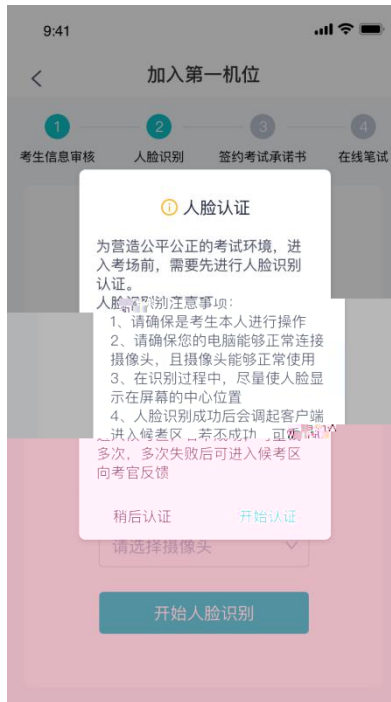 9:41
加入第一机位
1
2
3
4
考生信息审核
人脸识别
签约考试承诺书
在线笔试
人脸认证
为营造公平公正的考试环境，进
入考场前，需要先进行人脸识别
认证。
人脸识别注意事项：
1、请确保是考生本人进行操作
2、请确保您的电脑能够正常连接
摄像头，且摄像头能够正常使用
3、在识别过程中，尽量使人脸显
示在屏幕的中心位置
4、人脸识别成功后会调起客户端
进入候考区，若不成功，可
多次，多次失败后可进入候考区
向考官反馈
稍后认证
开始认证
请选择摄像头
开始人脸识别